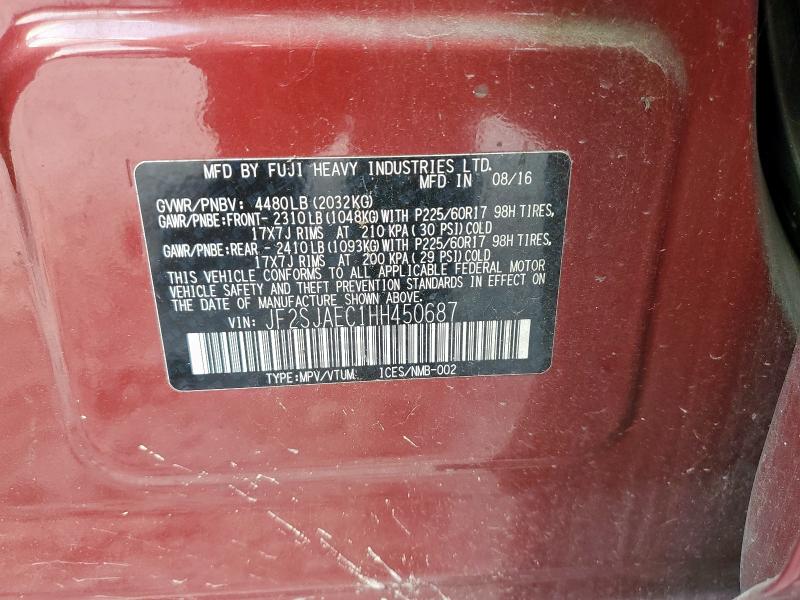 MFD BY FUJI HEAVY INDUSTRIES LTD.
MFD IN 08/16
GVWR/PNBV: 4480LB(2032KG)
GAWR/PNBE:FRONT- 2310LB(1048KG)WITH P225/60R17 98H TIRES,
17X7J RIMS AT 210 KPA(30 PSI)COLD
GAWR/PNBE:REAR - 2410LB(1093KG)WITH P225/60R17 98H TIRES,
17X7J RIMS AT 200 KPA(29 PSI)COLD
THIS VEHICLE CONFORMS TO ALL APPLICABLE FEDERAL MOTOR
VEHICLE SAFETY AND THEFT PREVENTION STANDARDS IN EFFECT ON
THE DATE OF MANUFACTURE SHOWN ABOVE.
VIN: JF2SJAEC1HH450687
TYPE:MPV/VTUM ICES/NMB-002